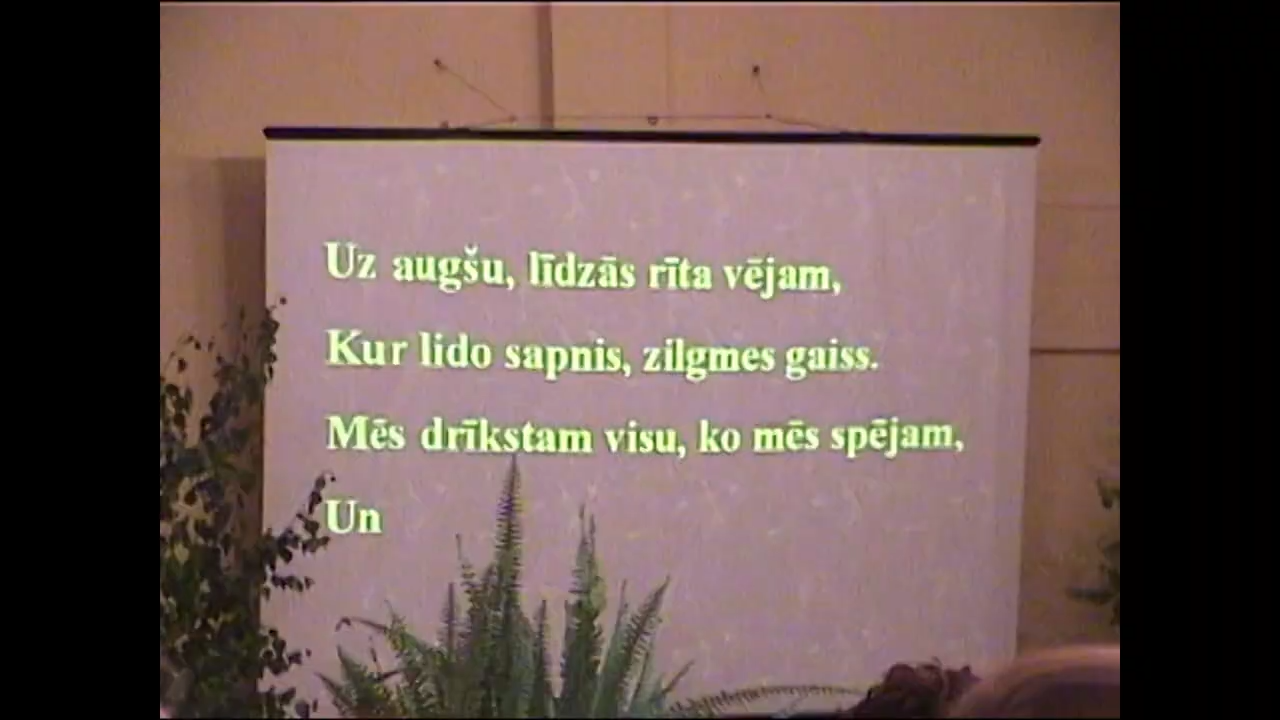 Uz augšu, līdzās rīta vējam,
Kur lido sapnis, zilgmes gaiss.
Mēs drīkstam visu, ko mēs spējam,
Un